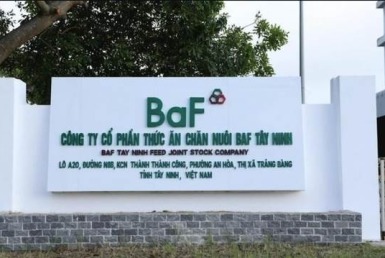 BaF
CÔNG TY CỔ PHẦN THỨC ĂN CHĂN NUÔI BAF TÂY NINH
BAF TAY NINH FEED JOINT STOCK COMPANY
LÔ A20, ĐƯỜNG N80, KCN THÀNH THÀNH CÔNG, PHƯỜNG AN HÒA, THỊ XÃ TRẢNG BÀNG
TỈNH TÂY NINH, VIỆT NAM